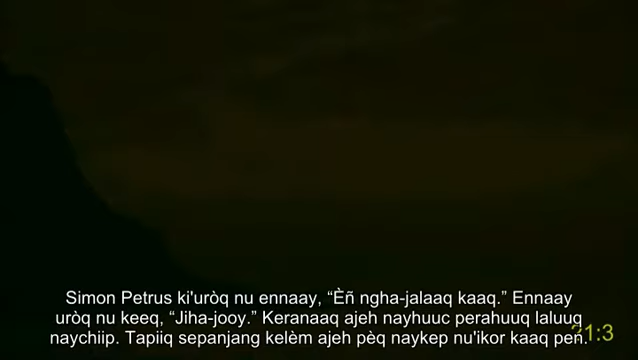 Simon Petrus ki'uròq nu ennaay, “Èñ ngha-jalaaq kaaq.” Ennaay
uròq nu keeq, “Jiha-jooy.” Keranaaq ajeh nayhuuc perahuuq laluuq
naychiip. Tapiiq sepanjang kelèm ajeh pèq naykep nu'ikor kaaq pen.
21:3